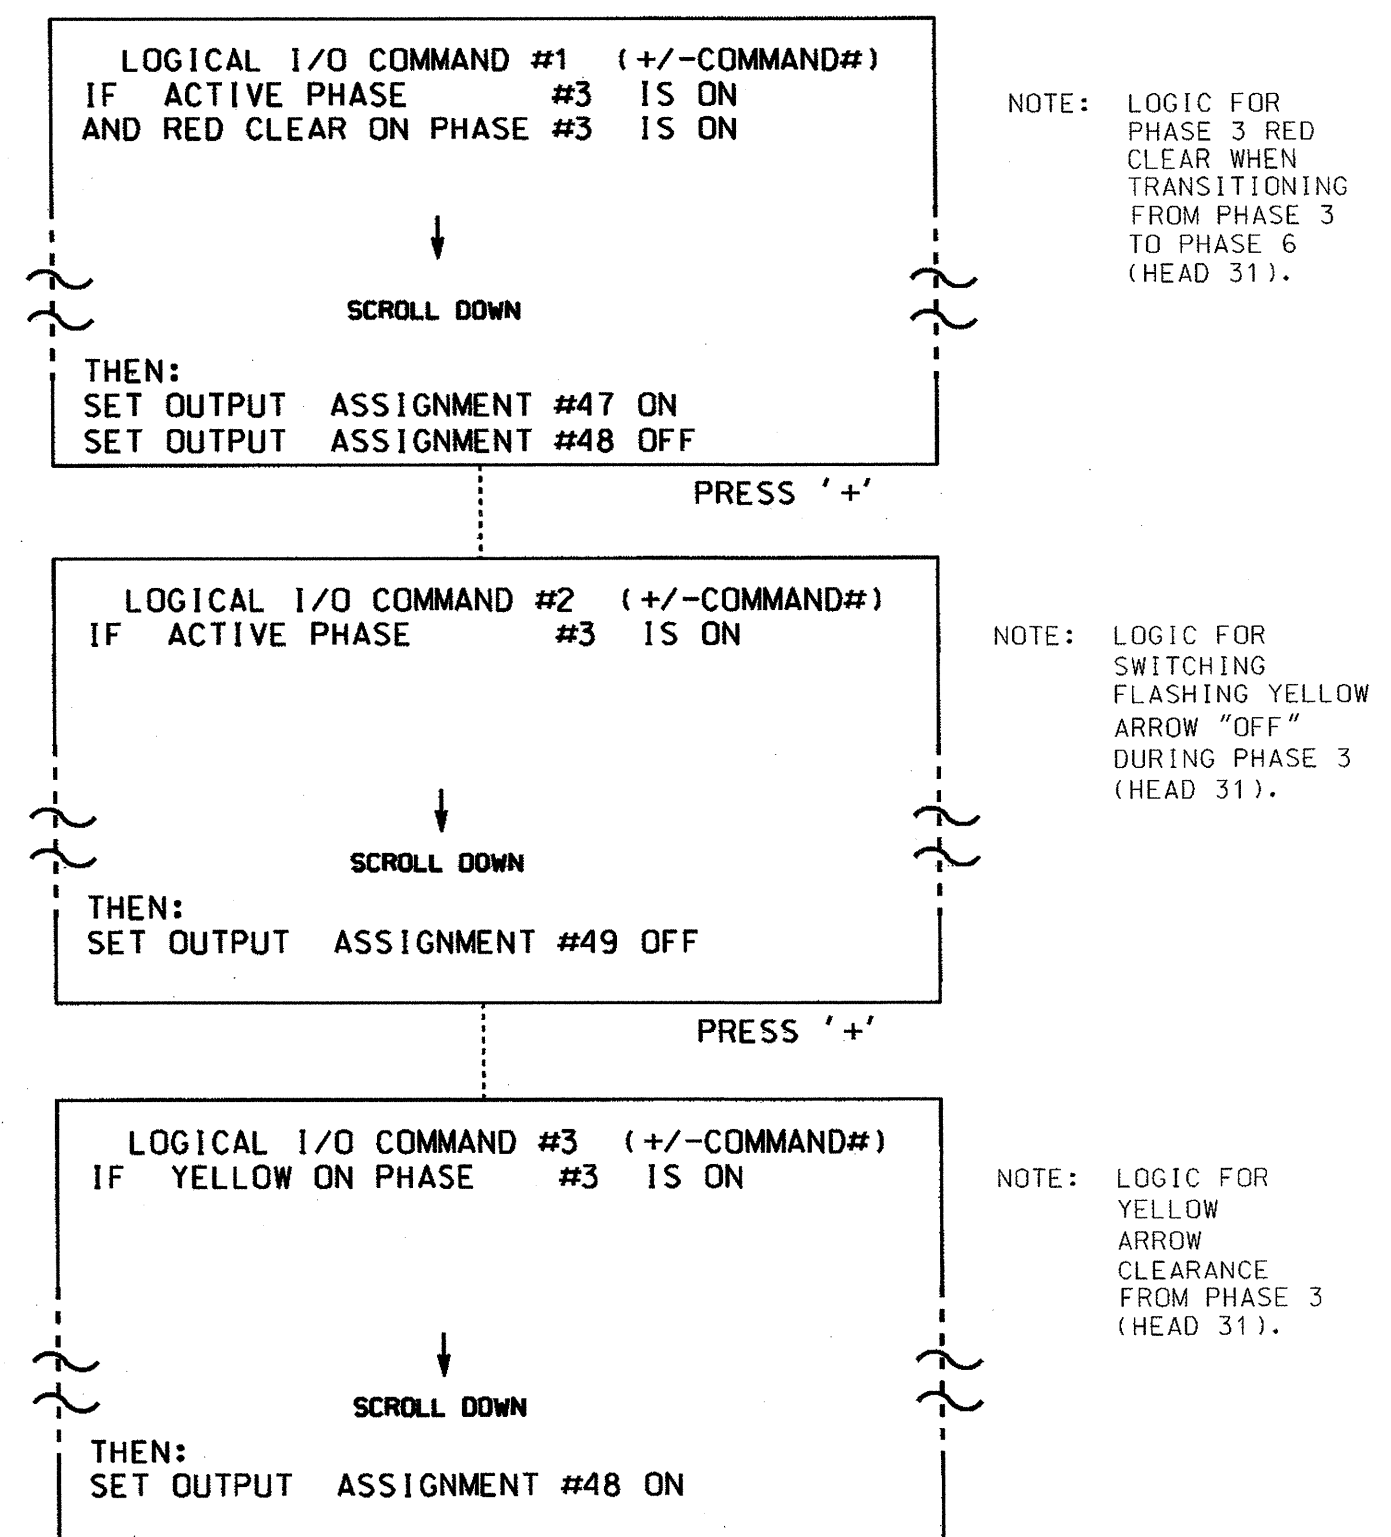 LOGICAL I/O COMMAND #1 (+/-COMMAND#)
IF ACTIVE PHASE #3 IS ON
AND RED CLEAR ON PHASE #3 IS ON
SCROLL DOWN
THEN:
SET OUTPUT ASSIGNMENT #47 ON
SET OUTPUT ASSIGNMENT #48 OFF
NOTE: LOGIC FOR
PHASE 3 RED
CLEAR WHEN
TRANSITIONING
FROM PHASE 3
TO PHASE 6
(HEAD 31).
PRESS '+'
LOGICAL I/O COMMAND #2 (+/-COMMAND#)
IF ACTIVE PHASE #3 IS ON
SCROLL DOWN
THEN:
SET OUTPUT ASSIGNMENT #49 OFF
NOTE: LOGIC FOR
SWITCHING
FLASHING YELLOW
ARROW "OFF"
DURING PHASE 3
(HEAD 31).
PRESS '+'
LOGICAL I/O COMMAND #3 (+/-COMMAND#)
IF YELLOW ON PHASE #3 IS ON
SCROLL DOWN
THEN:
SET OUTPUT ASSIGNMENT #48 ON
NOTE: LOGIC FOR
YELLOW
ARROW
CLEARANCE
FROM PHASE 3
(HEAD 31).